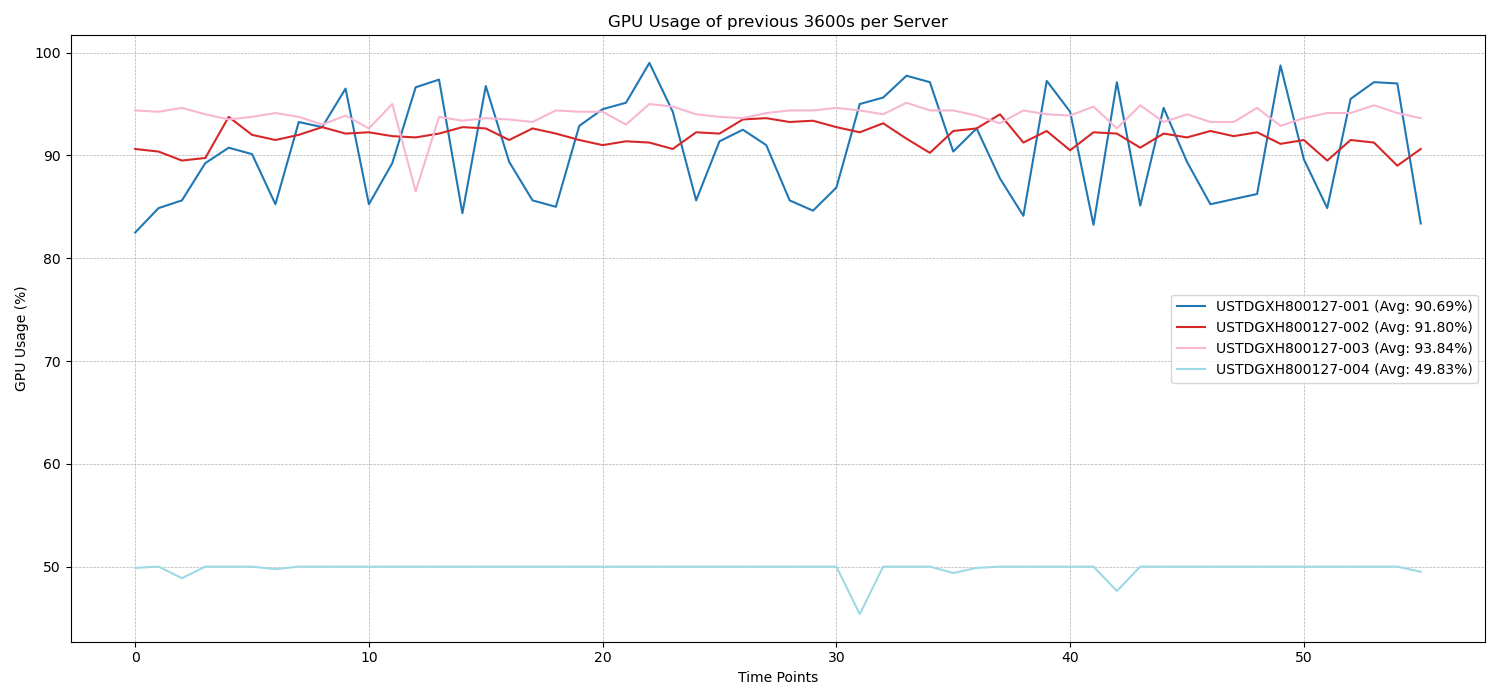 GPU Usage of previous 3600s per Server
GPU Usage (%)
100
90
80
70
60
50
USTDGXH800127-001 (Avg: 90.69%)
USTDGXH800127-002 (Avg: 91.80%)
USTDGXH800127-003 (Avg: 93.84%)
USTDGXH800127-004 (Avg: 49.83%)
0 10 20 30 40 50
Time Points